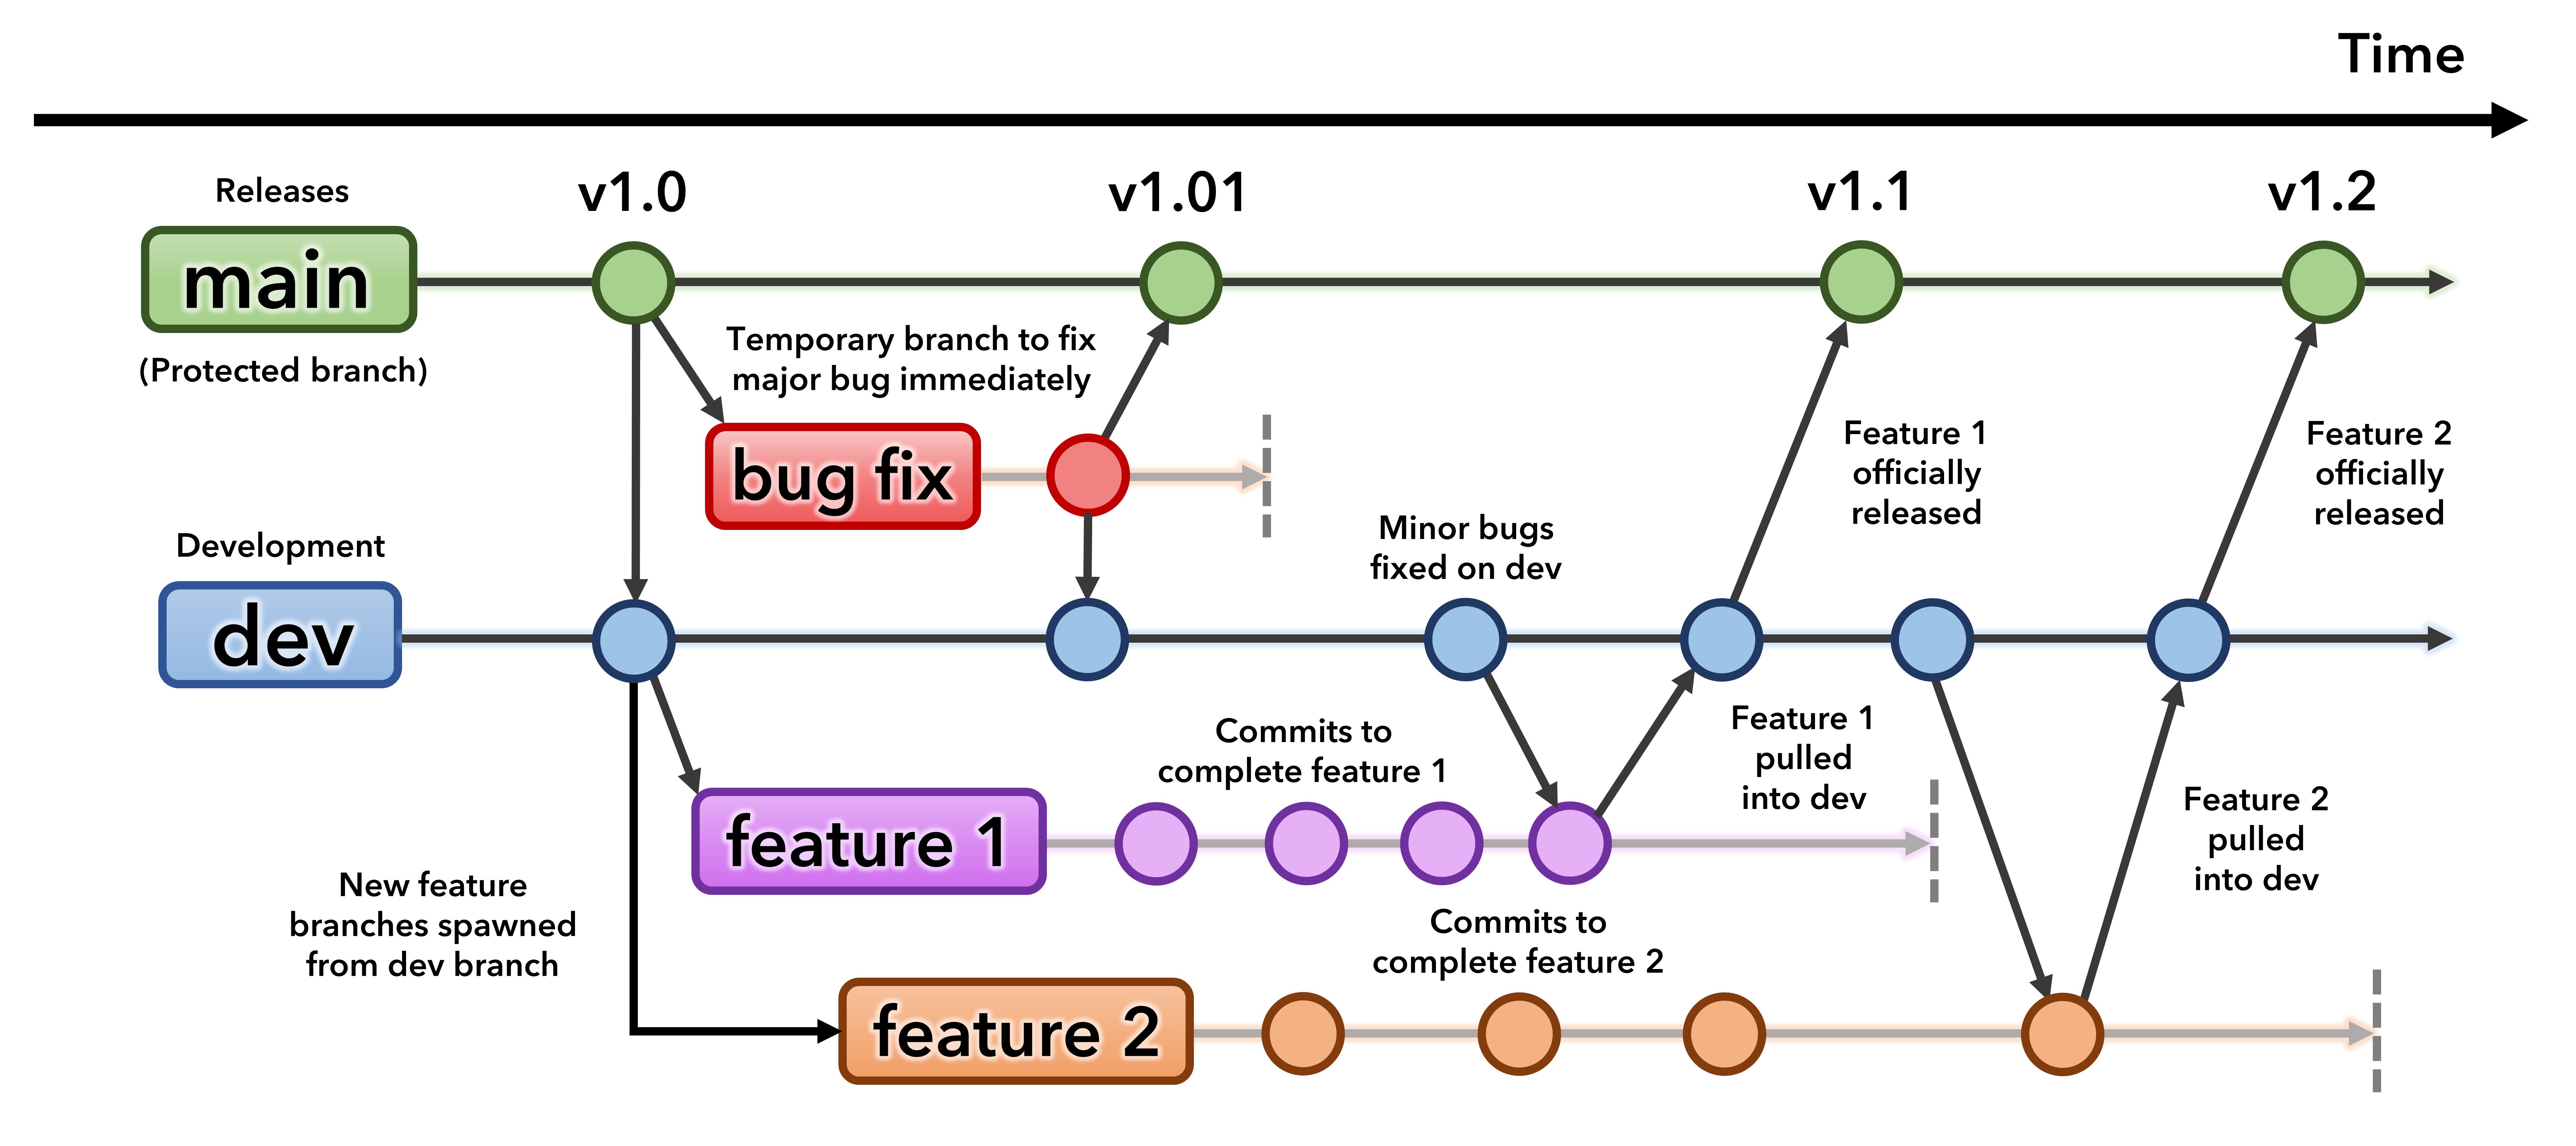 Time
Releases
v1.0
v1.01
v1.1
v1.2
main
(Protected branch)
Temporary branch to fix
major bug immediately
bug fix
Feature 1
officially
released
Feature 2
officially
released
Development
Minor bugs
fixed on dev
dev
Commits to
complete feature 1
Feature 1
pulled
into dev
Feature 2
pulled
into dev
feature 1
New feature
branches spawned
from dev branch
Commits to
complete feature 2
feature 2